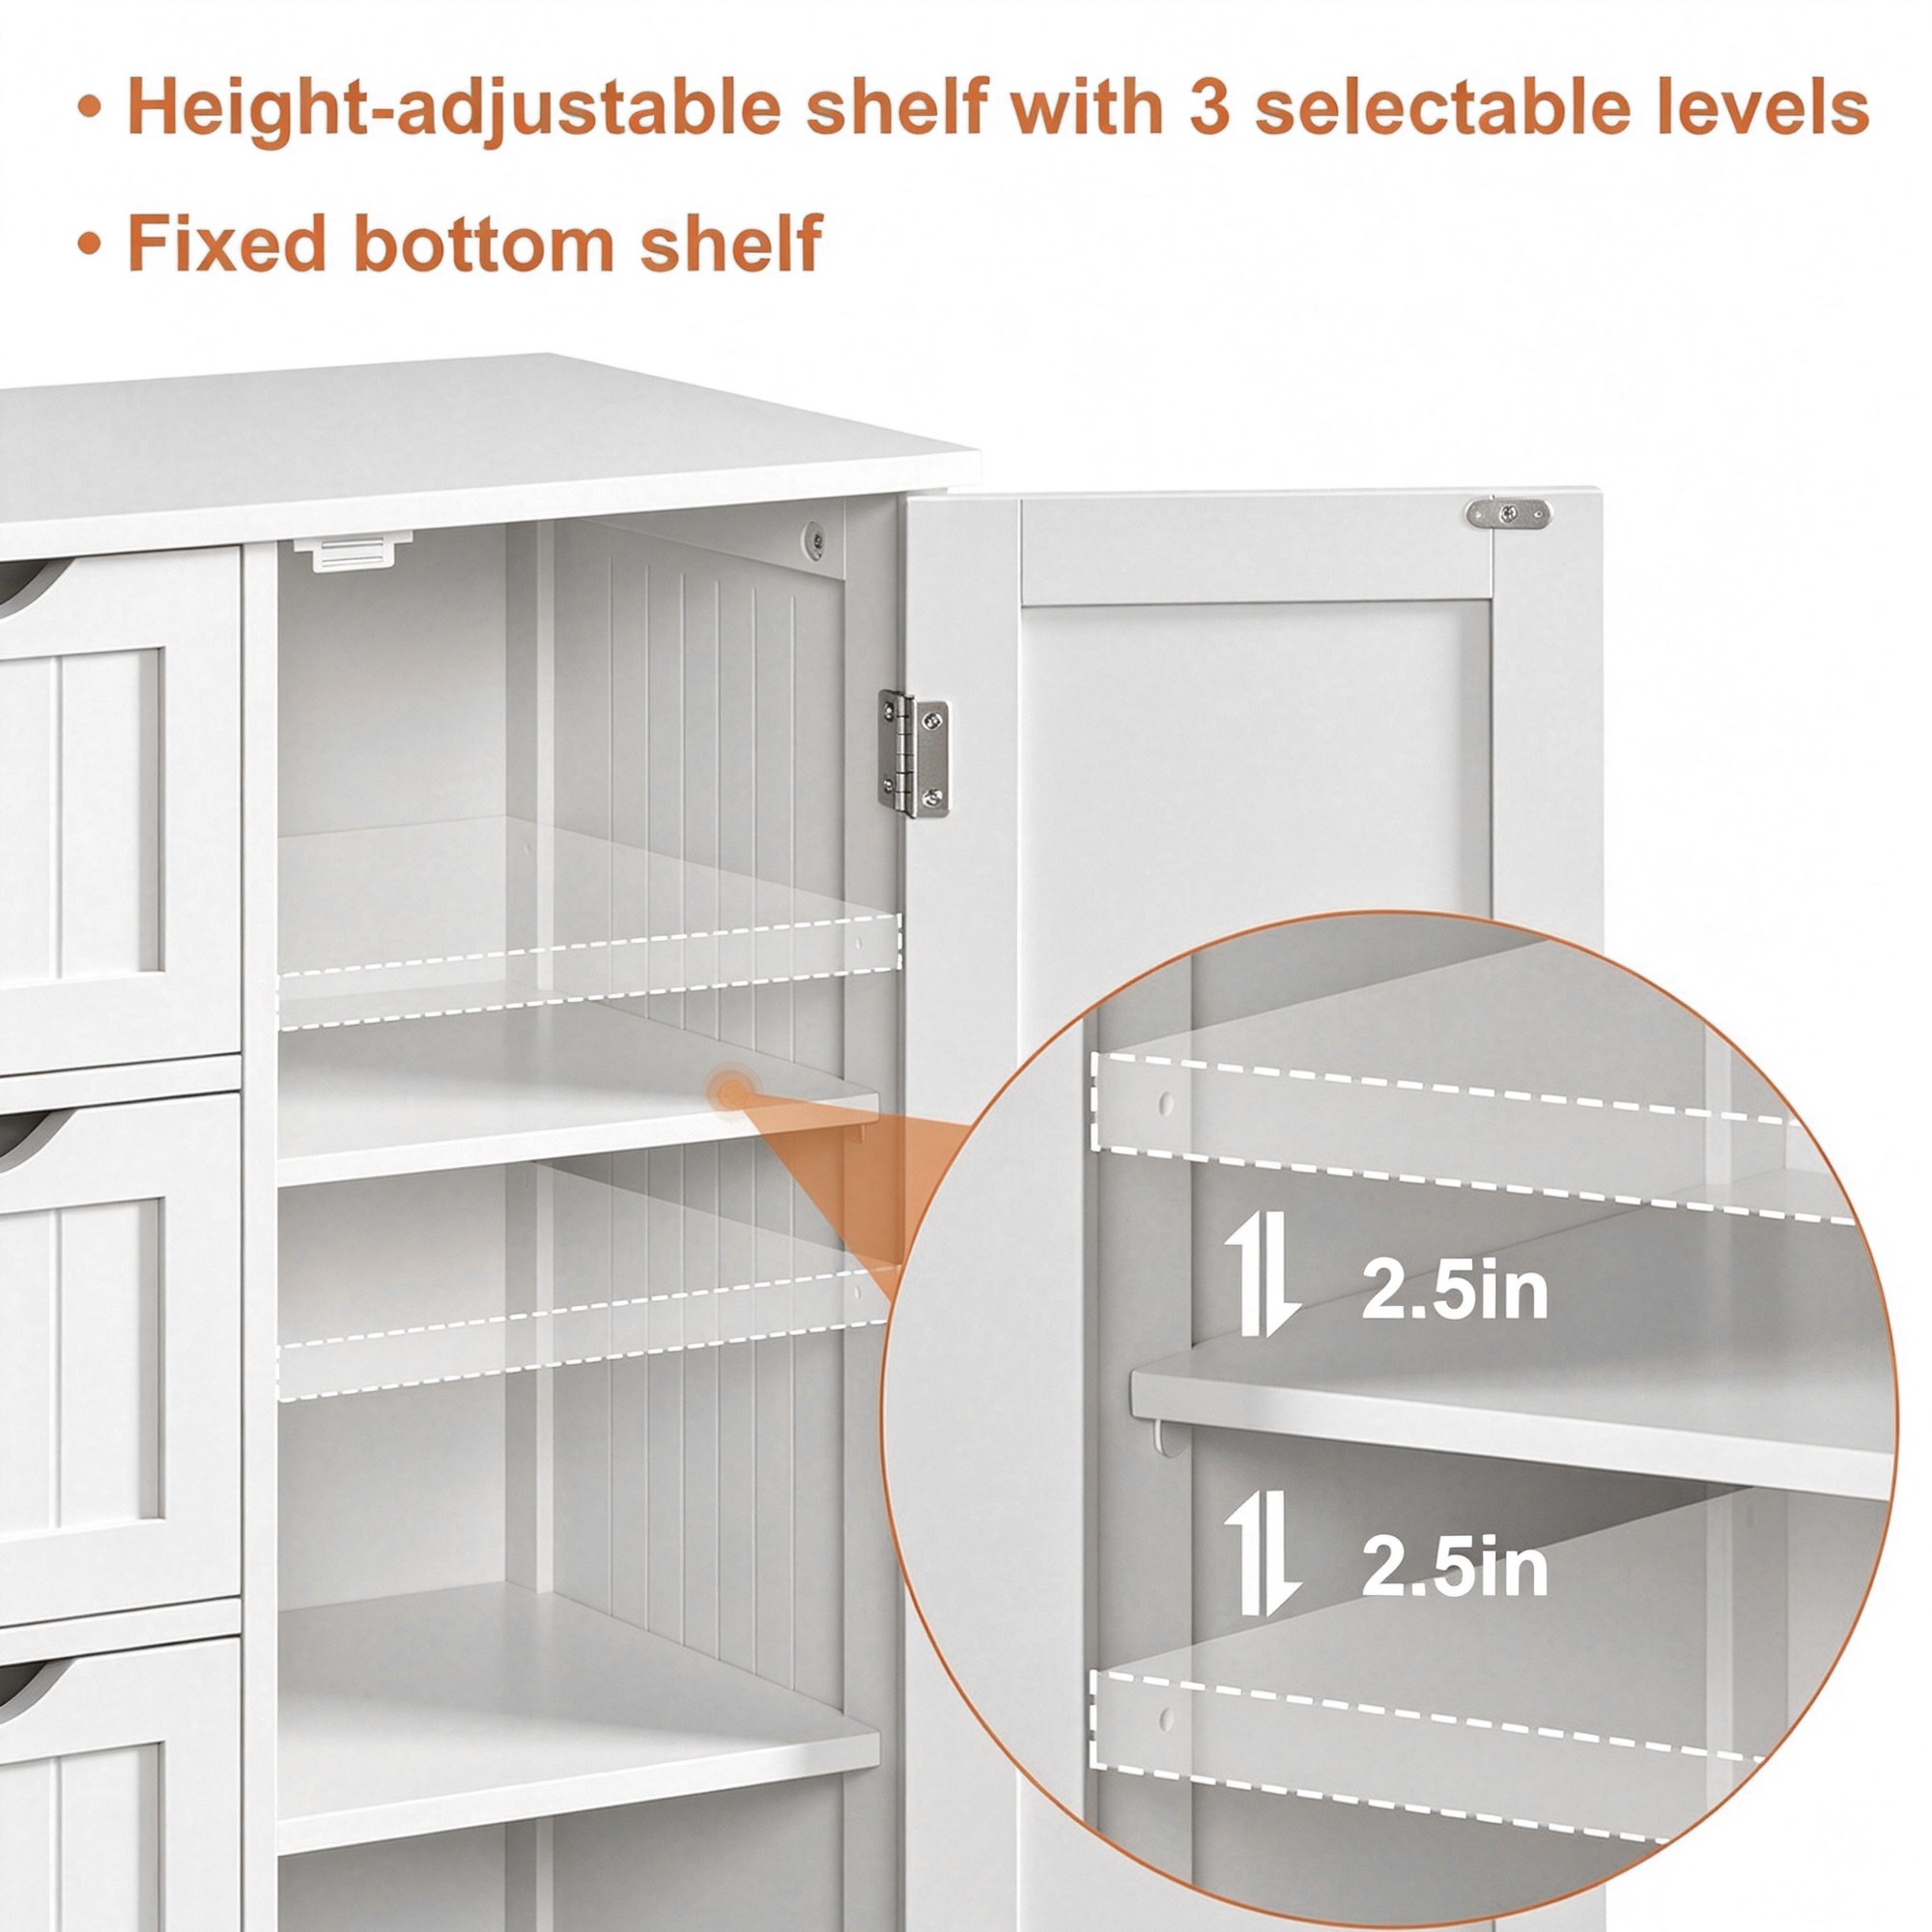 • Height-adjustable shelf with 3 selectable levels
• Fixed bottom shelf
2.5in
2.5in